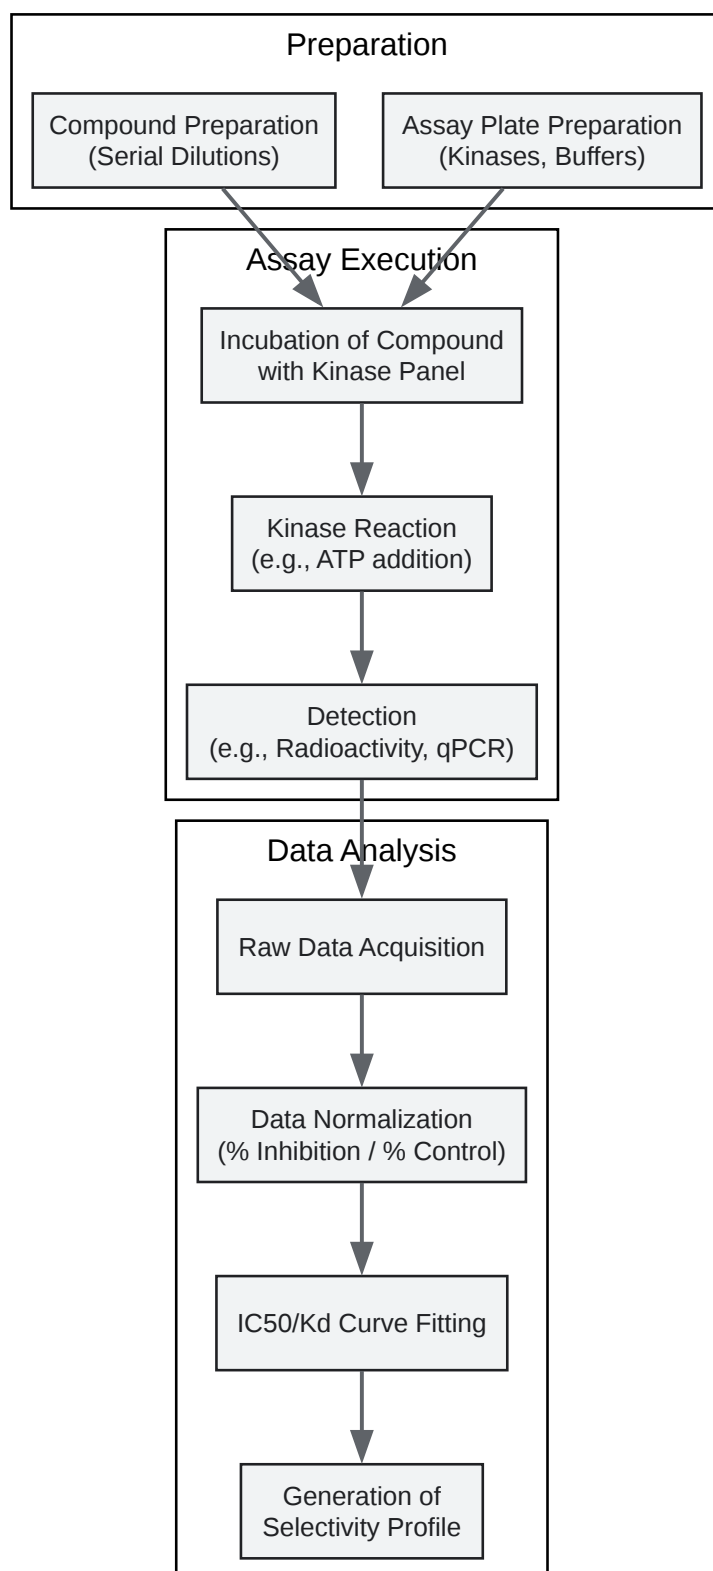 Preparation
Compound Preparation
(Serial Dilutions)
Assay Plate Preparation
(Kinases, Buffers)
Assay Execution
Incubation of Compound
with Kinase Panel
Kinase Reaction
(e.g., ATP addition)
Detection
(e.g., Radioactivity, qPCR)
Data Analysis
Raw Data Acquisition
Data Normalization
(% Inhibition / % Control)
IC50/Kd Curve Fitting
Generation of
Selectivity Profile